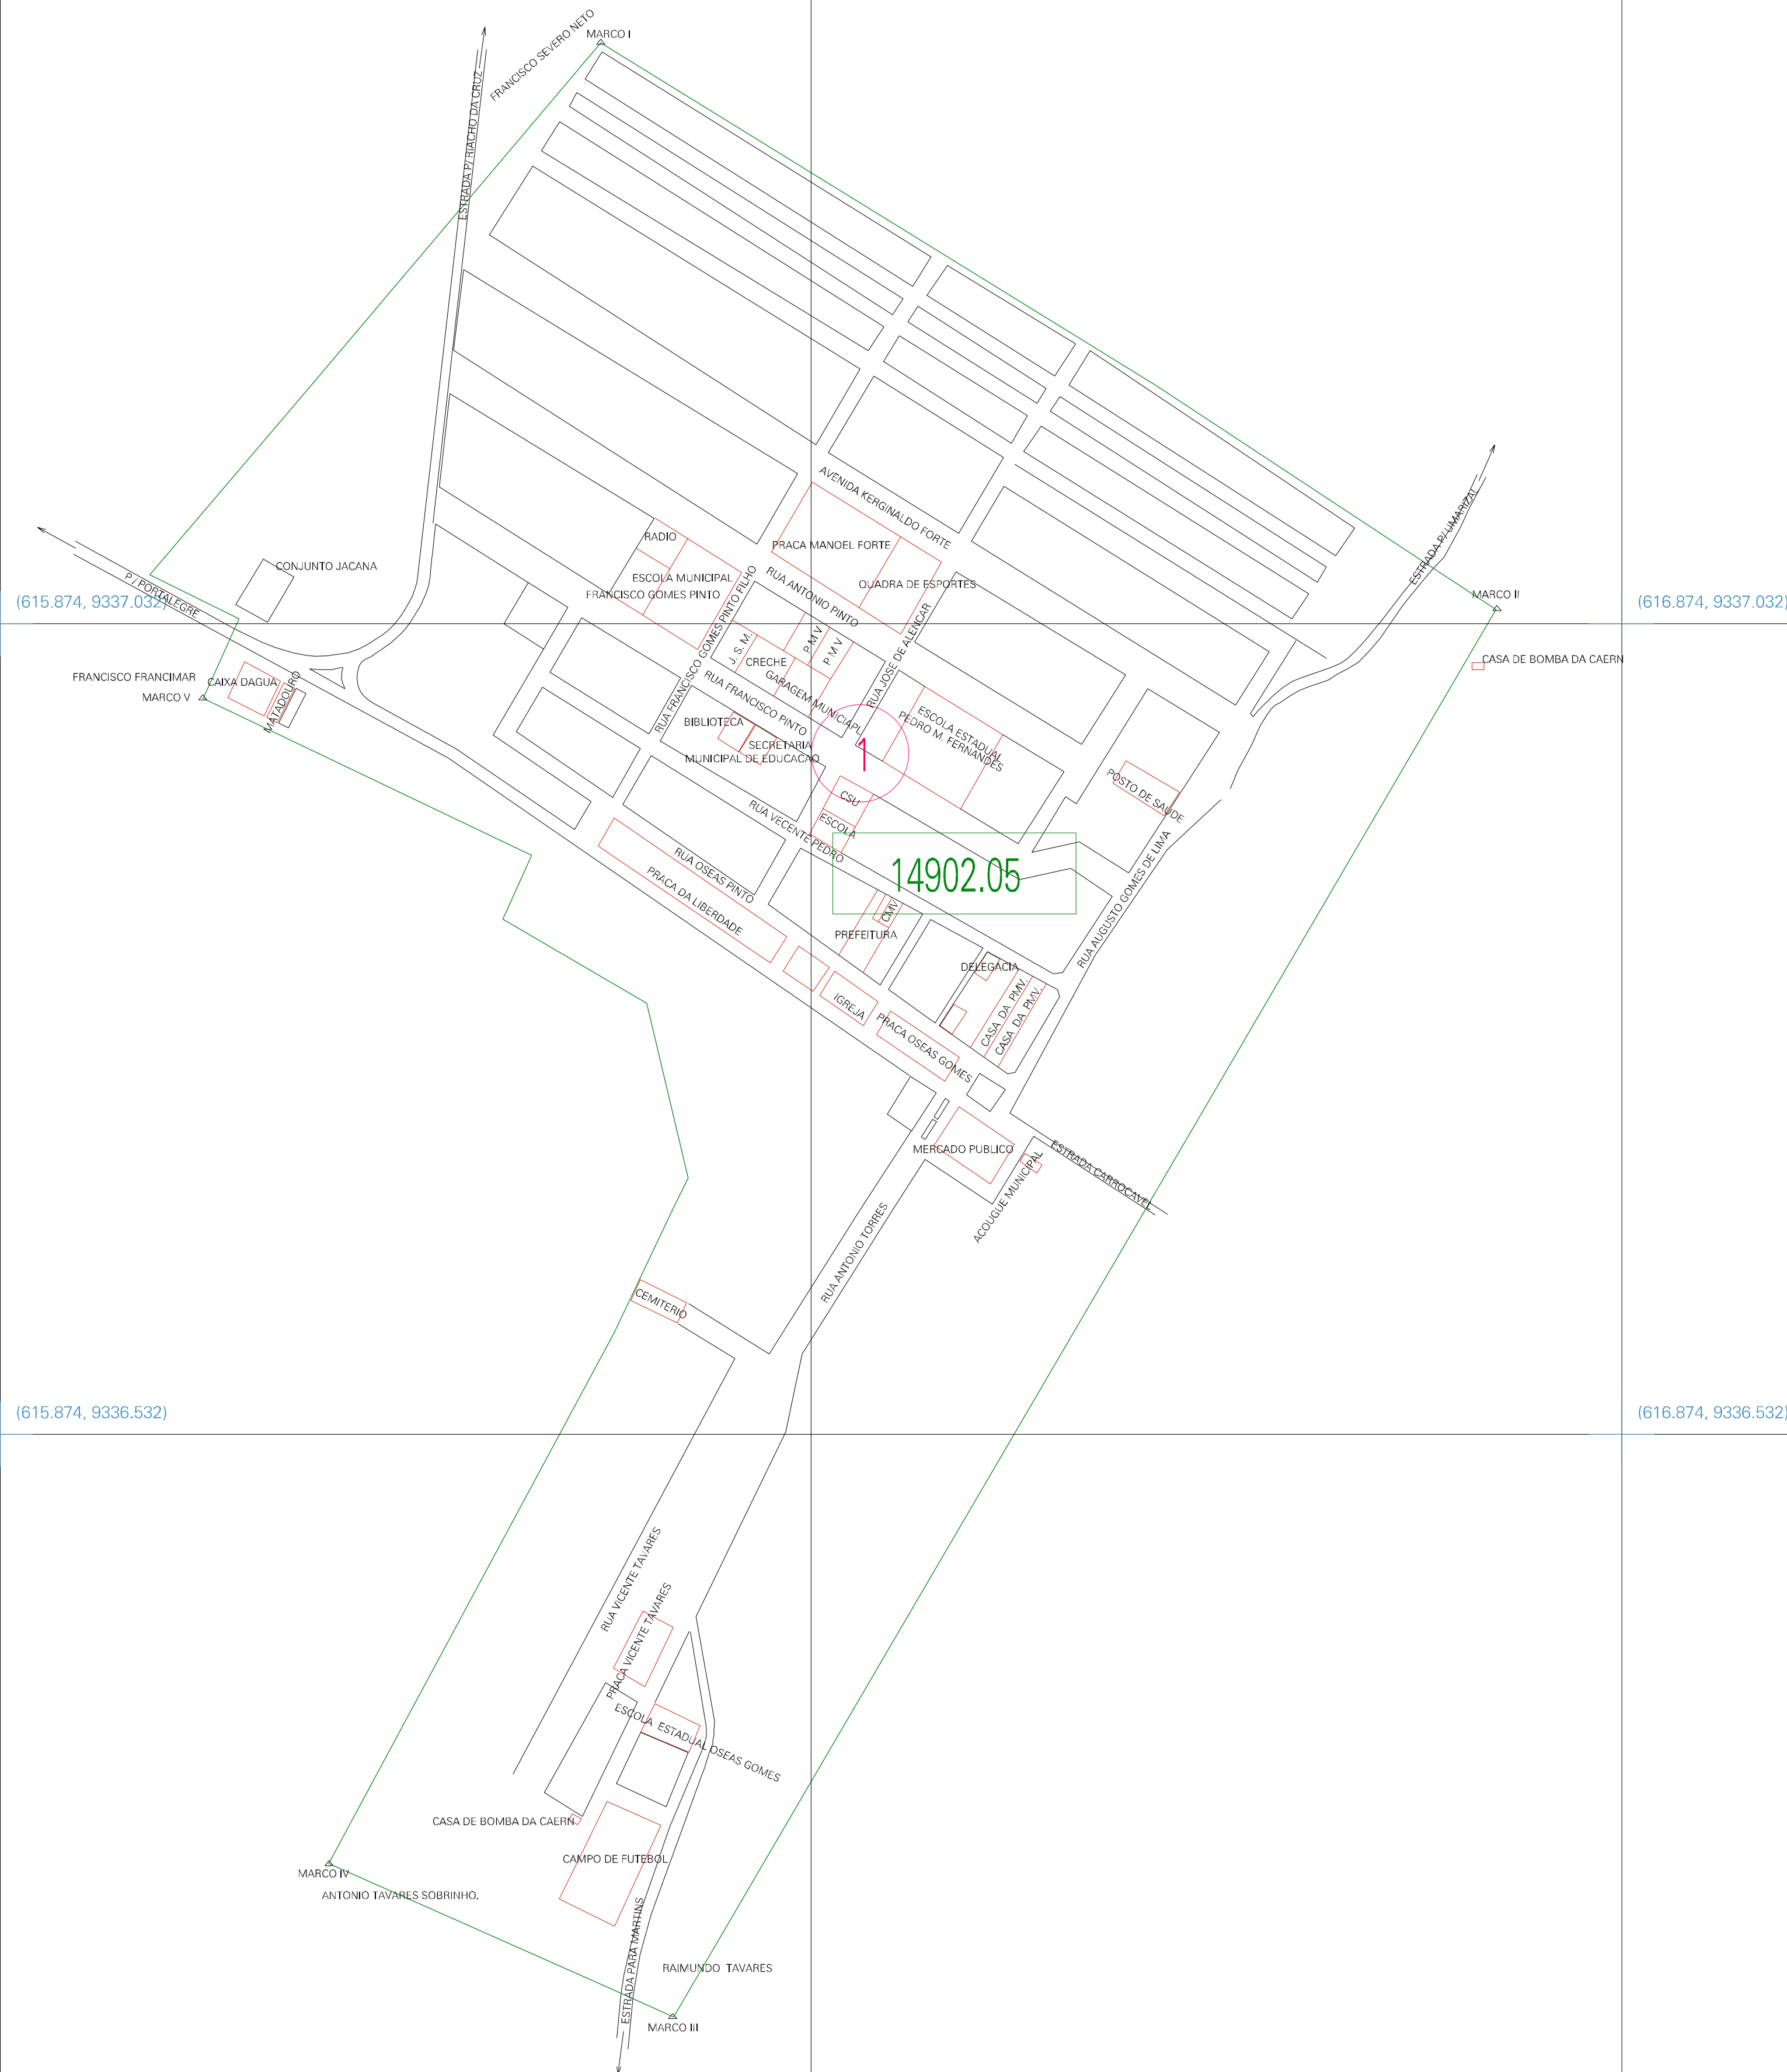 FRANCISCO SEVERO NETO
MARCO I
ESTRADA P/ RIACHO DA CRUZ
AVENIDA KERGINALDO FORTE
ESTRADA P/ UMARIZAL
RADIO
PRACA MANOEL FORTE
CONJUNTO JACANA
ESCOLA MUNICIPAL
FRANCISCO GOMES PINTO
RUA ANTONIO PINTO
QUADRA DE ESPORTES
P/ PORTALEGRE
(615.874, 9337.032)
(616.874, 9337.032)
MARCO II
RUA FRANCISCO GOMES PINTO FILHO
RUA JOSE DE ALENCAR
J. S. M.
P M V
P M V
CRECHE
GARAGEM MUNICIAPL
CASA DE BOMBA DA CAERN
FRANCISCO FRANCIMAR
CAIXA DAGUA
MATADOURO
MARCO V
RUA FRANCISCO PINTO
BIBLIOTECA
SECRETARIA
MUNICIPAL DE EDUCACAO
ESCOLA ESTADUAL
PEDRO M. FERNANDES
1
POSTO DE SAUDE
CSU
ESCOLA
RUA VECENTE PEDRO
RUA OSEAS PINTO
14902.05
PRACA DA LIBERDADE
RUA AUGUSTO GOMES DE LIMA
CMV
PREFEITURA
DELEGACIA
CASA DA PMV.
CASA DA PMV.
IGREJA
PRACA OSEAS GOMES
MERCADO PUBLICO
ACOUGUE MUNICIPAL
ESTRADA CARROCAVEL
RUA ANTONIO TORRES
CEMITERIO
(615.874, 9336.532)
(616.874, 9336.532)
RUA VICENTE TAVARES
PRACA VICENTE TAVARES
ESCOLA ESTADUAL OSEAS GOMES
CASA DE BOMBA DA CAERN
CAMPO DE FUTEBOL
MARCO IV
ANTONIO TAVARES SOBRINHO.
ESTRADA PARA MARTINS
RAIMUNDO TAVARES
MARCO III